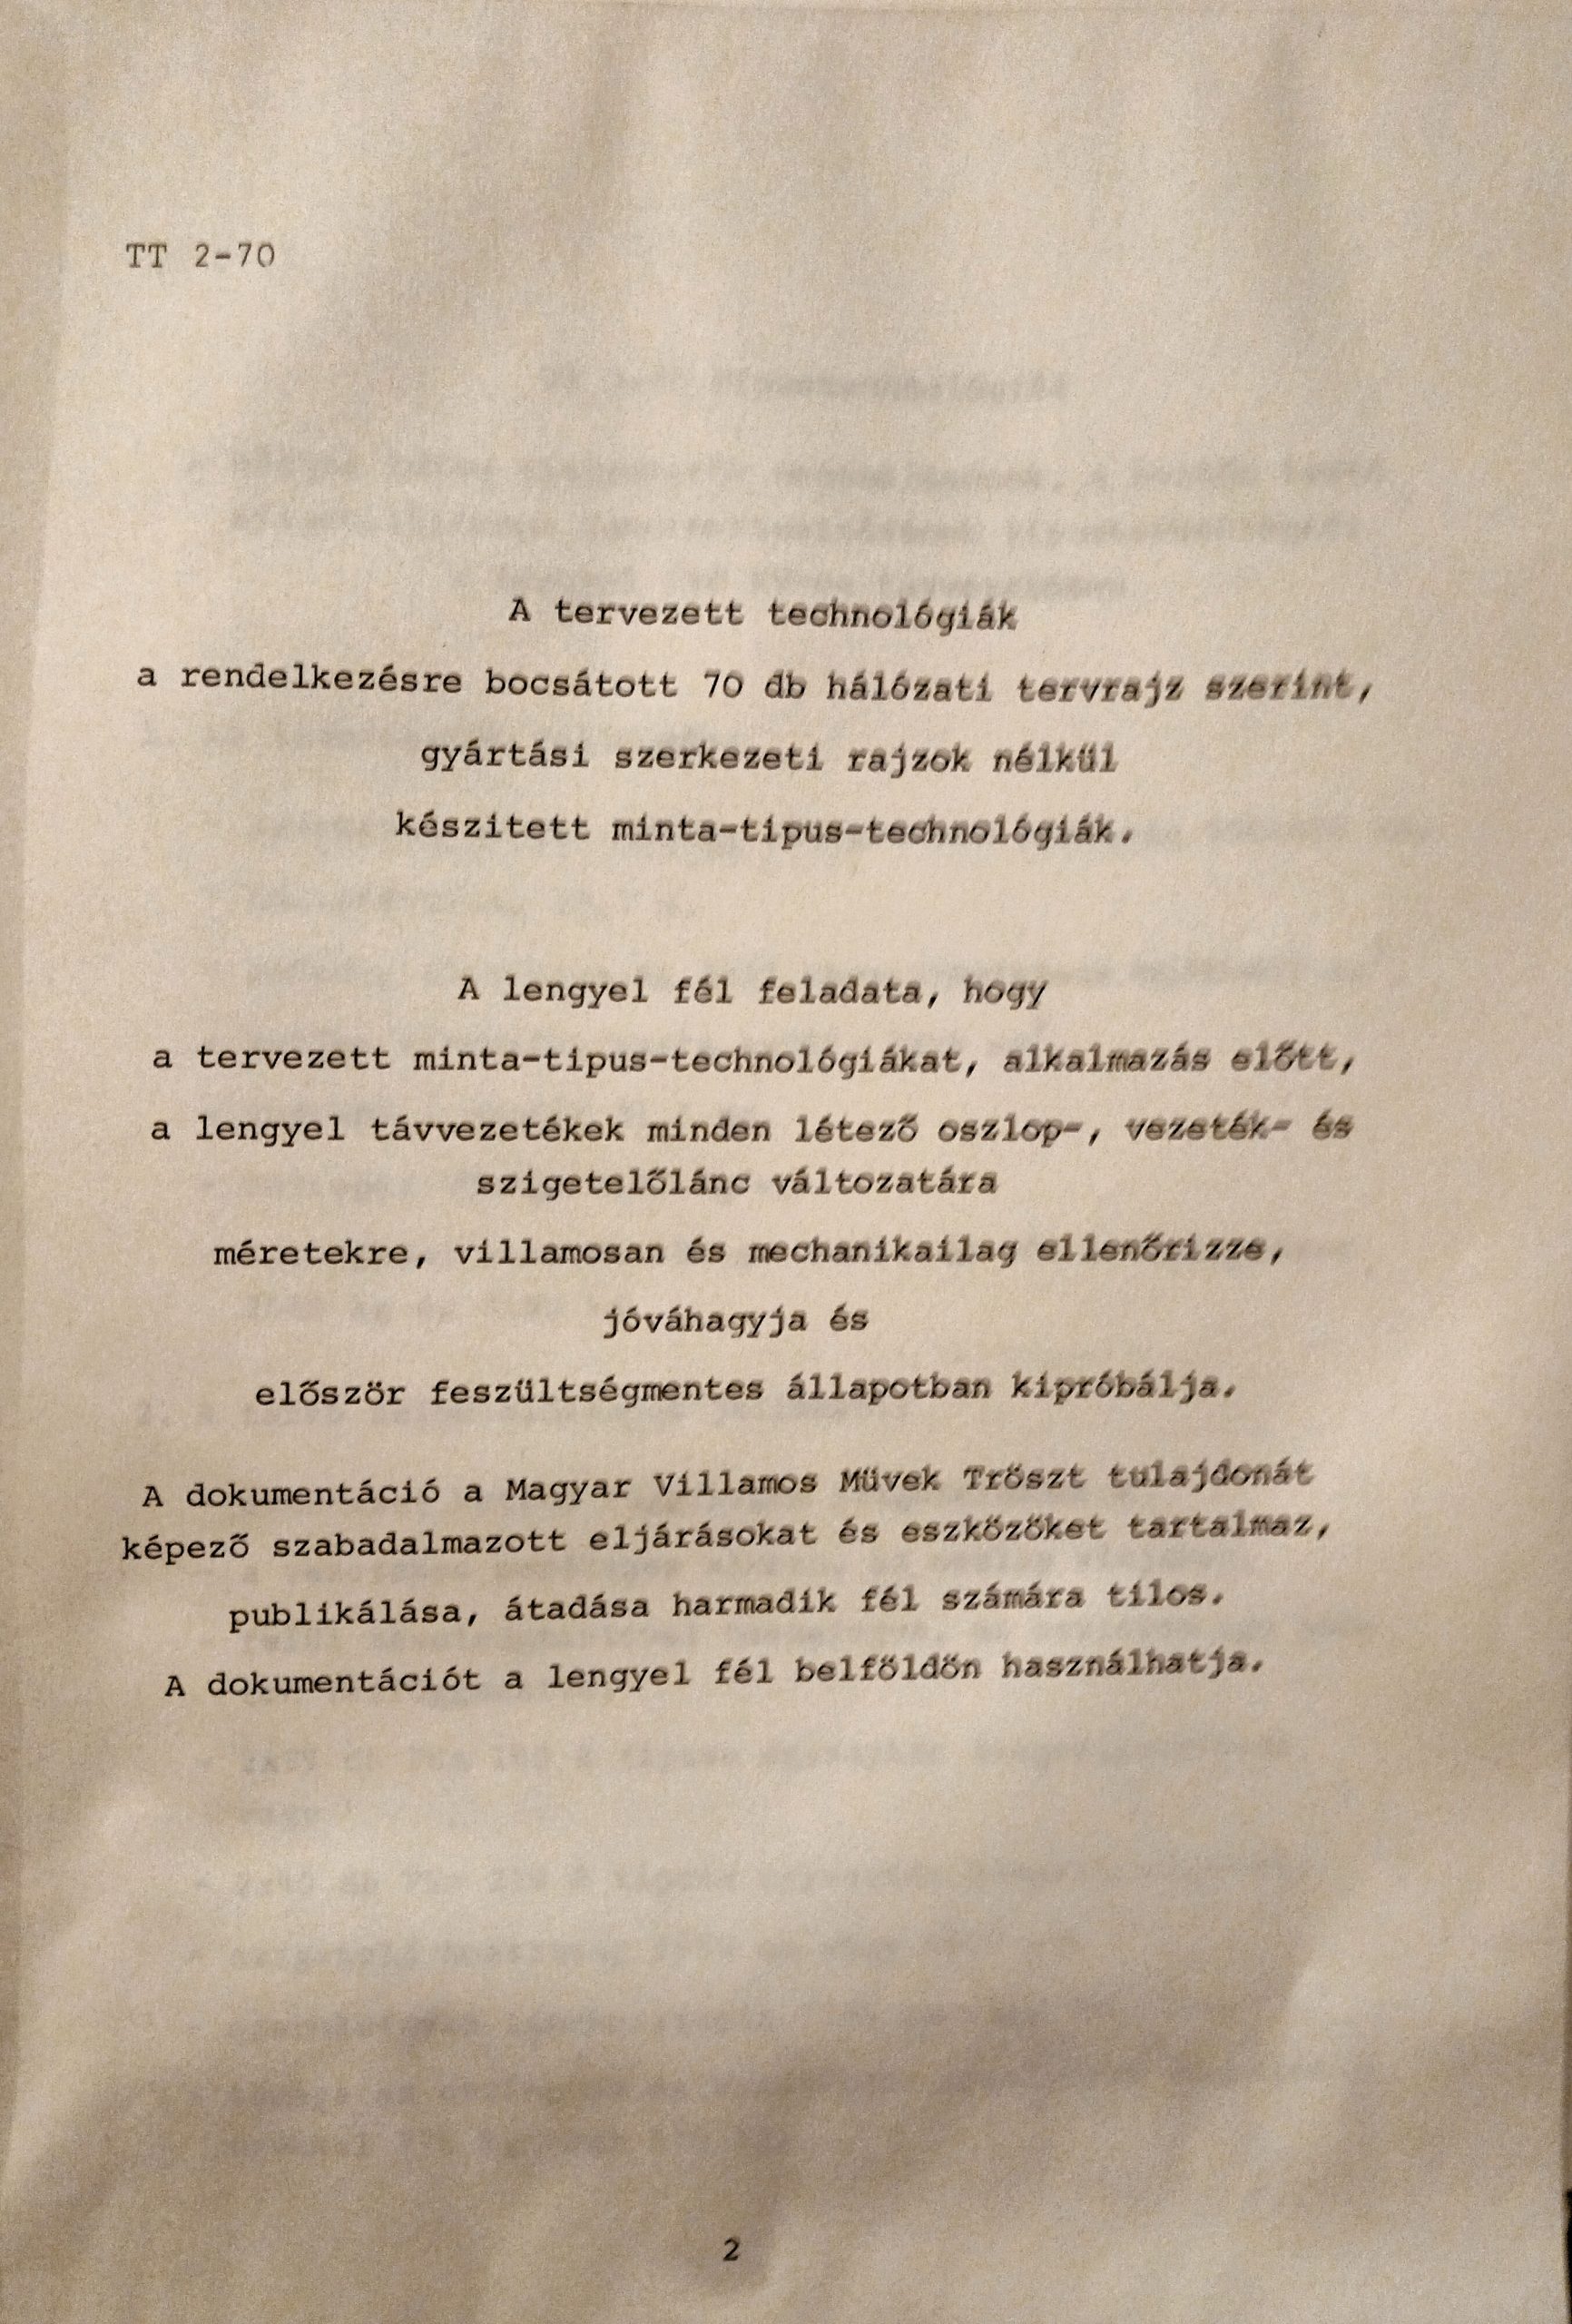 TT 2-70
A tervezett technológiák
a rendelkezésre bocsátott 70 db hálózati tervrajz szerint,
gyártási szerkezeti rajzok nélkül
készitett minta-tipus-technológiák.
A lengyel fél feladata, hogy
a tervezett minta-tipus-technológiákat, alkalmazás előtt,
a lengyel távvezetékek minden létező oszlop-, vezeték- és
szigetelőlánc változatára
méretekre, villamosan és mechanikailag ellenőrizze,
jóváhagyja és
először feszültségmentes állapotban kipróbálja.
A dokumentáció a Magyar Villamos Müvek Tröszt tulajdonát
képező szabadalmazott eljárásokat és eszközöket tartalmaz,
publikálása, átadása harmadik fél számára tilos.
A dokumentációt a lengyel fél belföldön használhatja.
2